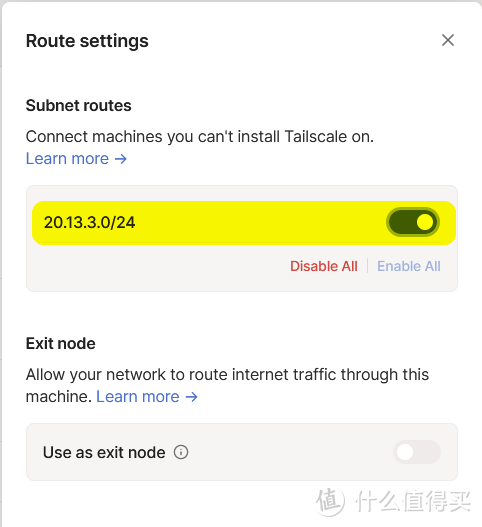 Route settings
Subnet routes
Connect machines you can't install Tailscale on.
Learn more →
20.13.3.0/24
Disable All
Enable All
Exit node
Allow your network to route internet traffic through this
machine. Learn more →
Use as exit node
值 什么值得买